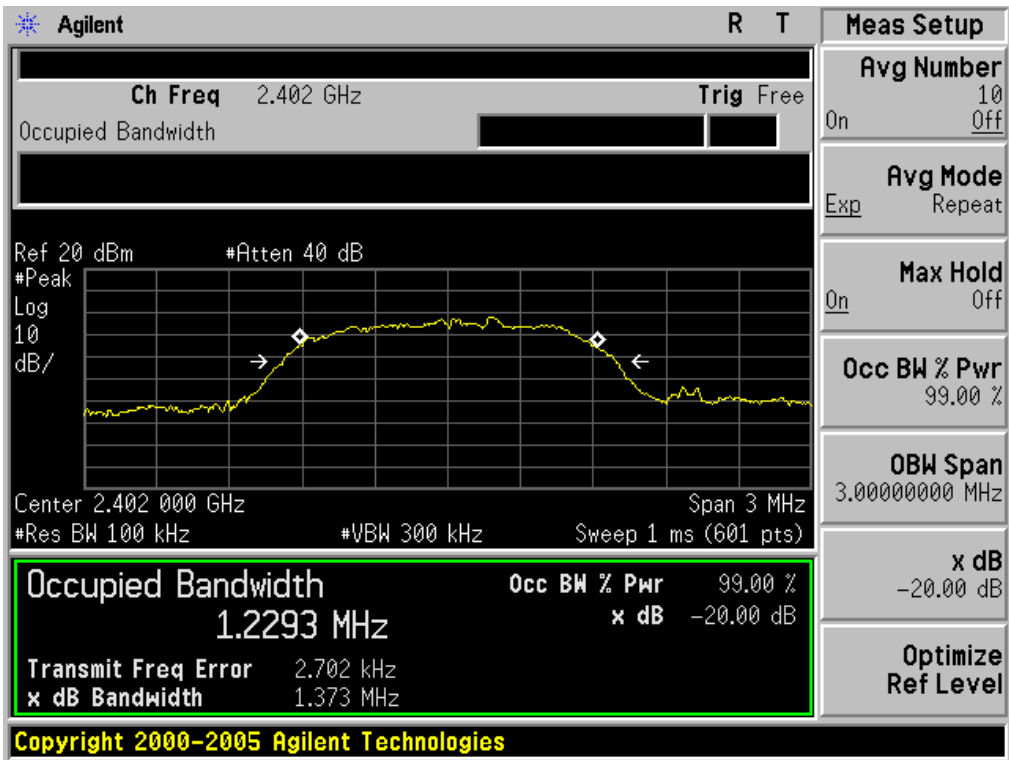 Agilent R T
Ch Freq 2.402 GHz Trig Free
Occupied Bandwidth
Ref 20 dBm #Atten 40 dB
#Peak
Log
10
dB/
Center 2.402 000 GHz Span 3 MHz
#Res BW 100 kHz #VBW 300 kHz Sweep 1 ms (601 pts)
Occupied Bandwidth Occ BW % Pwr 99.00 %
1.2293 MHz x dB -20.00 dB
Transmit Freq Error 2.702 kHz
x dB Bandwidth 1.373 MHz
Copyright 2000-2005 Agilent Technologies
Meas Setup
Avg Number
10
On Off
Avg Mode
Exp Repeat
Max Hold
On Off
Occ BW % Pwr
99.00 %
OBW Span
3.00000000 MHz
x dB
-20.00 dB
Optimize
Ref Level